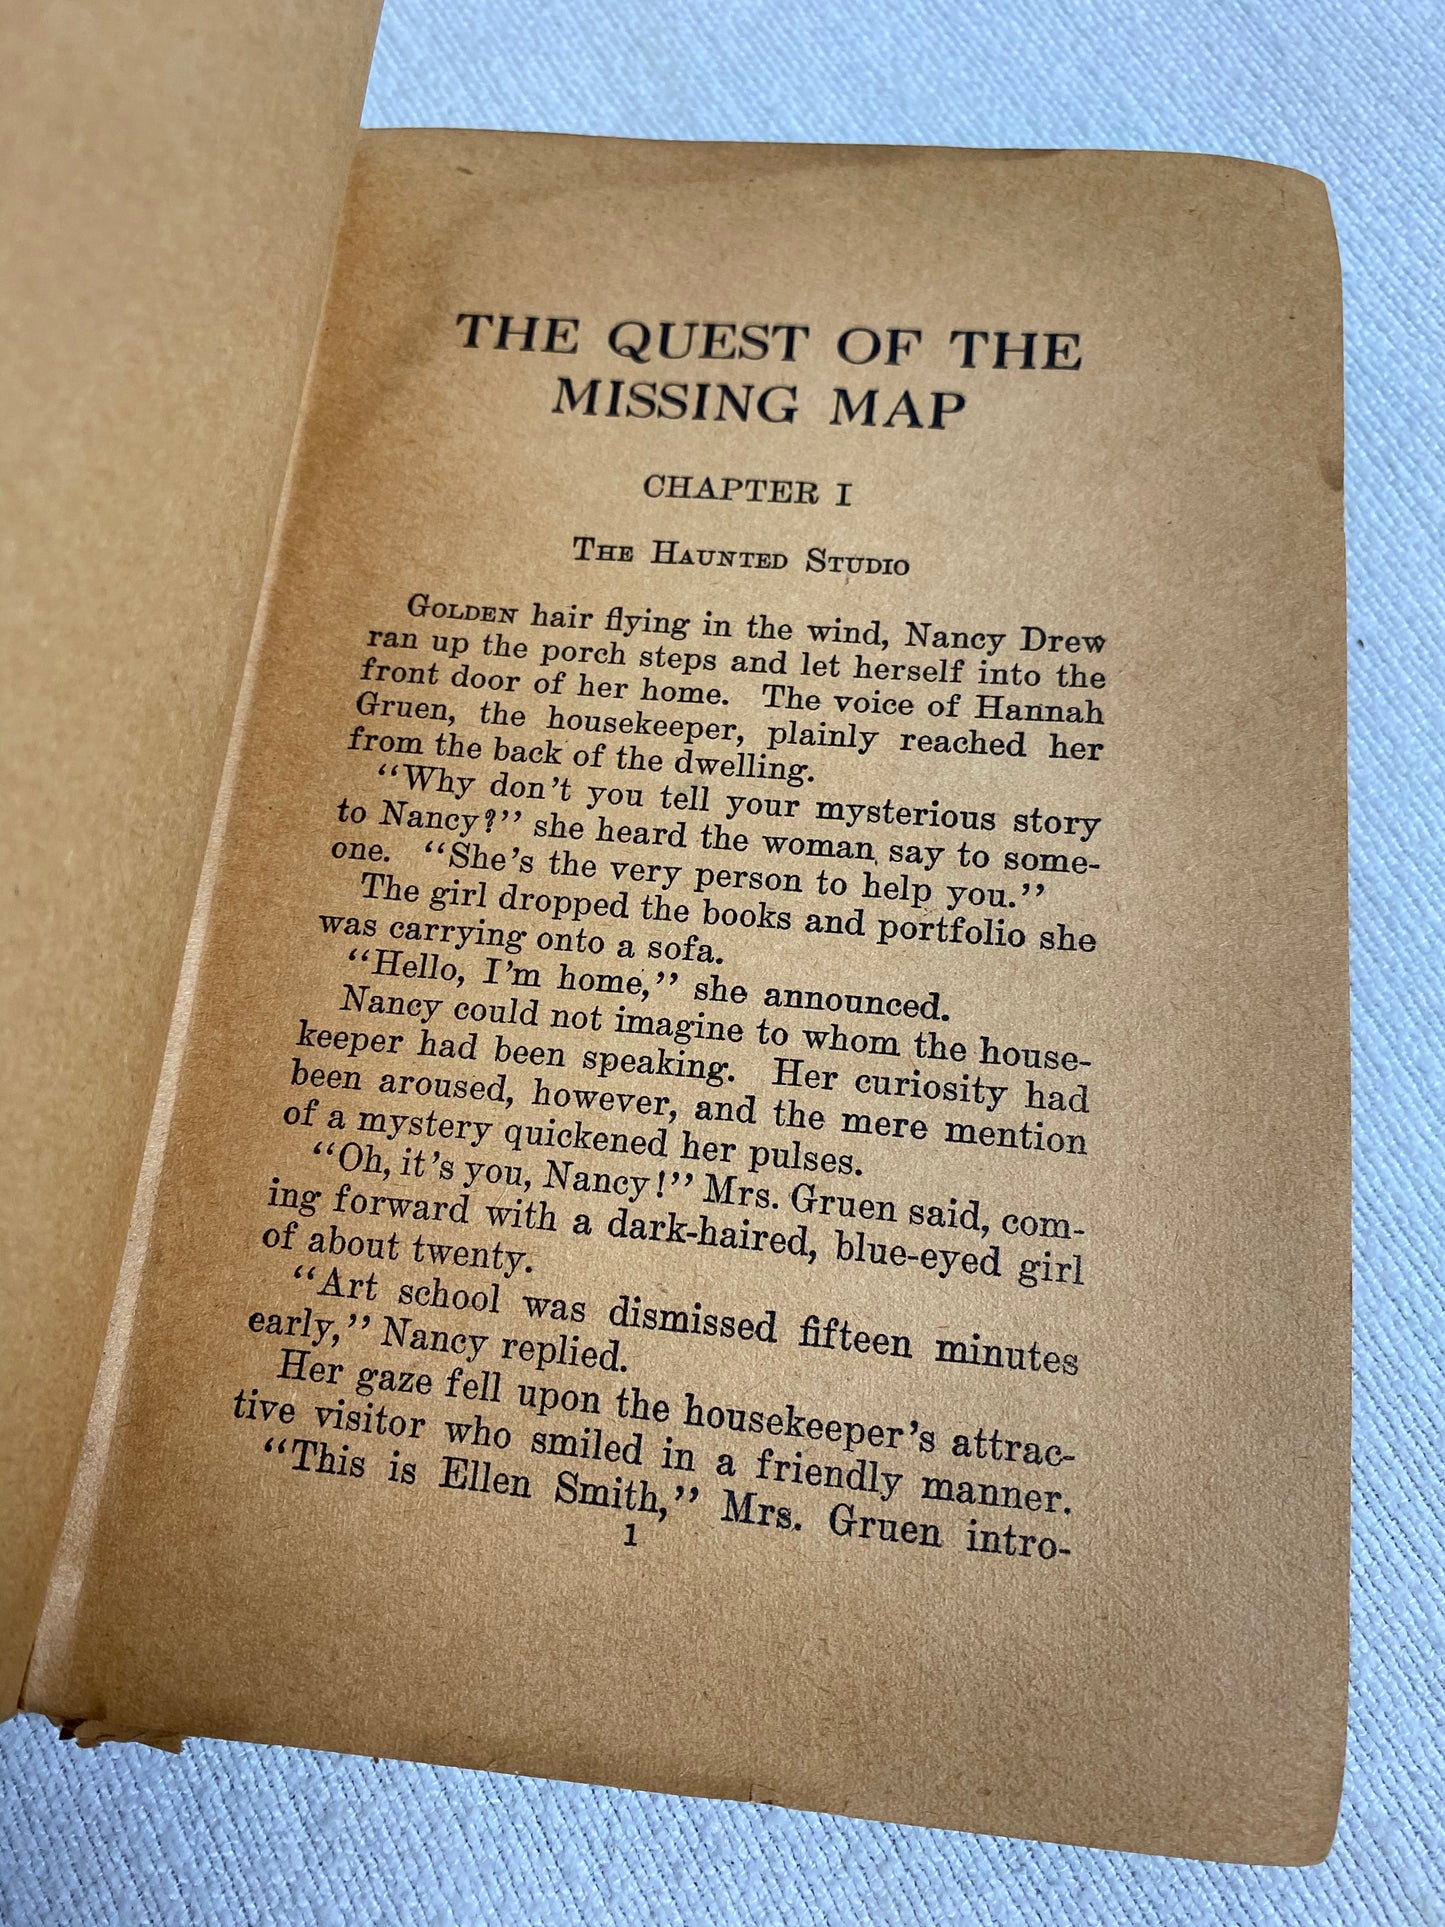 THE QUEST OF THE
MISSING MAP
CHAPTER I
The Haunted Studio
Golden hair flying in the wind, Nancy Drew
ran up the porch steps and let herself into the
front door of her home. The voice of Hannah
Gruen, the housekeeper, plainly reached her
from the back of the dwelling.
“Why don’t you tell your mysterious story
to Nancy?” she heard the woman say to some-
one. “She’s the very person to help you.”
The girl dropped the books and portfolio she
was carrying onto a sofa.
“Hello, I’m home,” she announced.
Nancy could not imagine to whom the house-
keeper had been speaking. Her curiosity had
been aroused, however, and the mere mention
of a mystery quickened her pulses.
“Oh, it’s you, Nancy!” Mrs. Gruen said, com-
ing forward with a dark-haired, blue-eyed girl
of about twenty.
“Art school was dismissed fifteen minutes
early,” Nancy replied.
Her gaze fell upon the housekeeper’s attrac-
tive visitor who smiled in a friendly manner.
“This is Ellen Smith,” Mrs. Gruen intro-
1